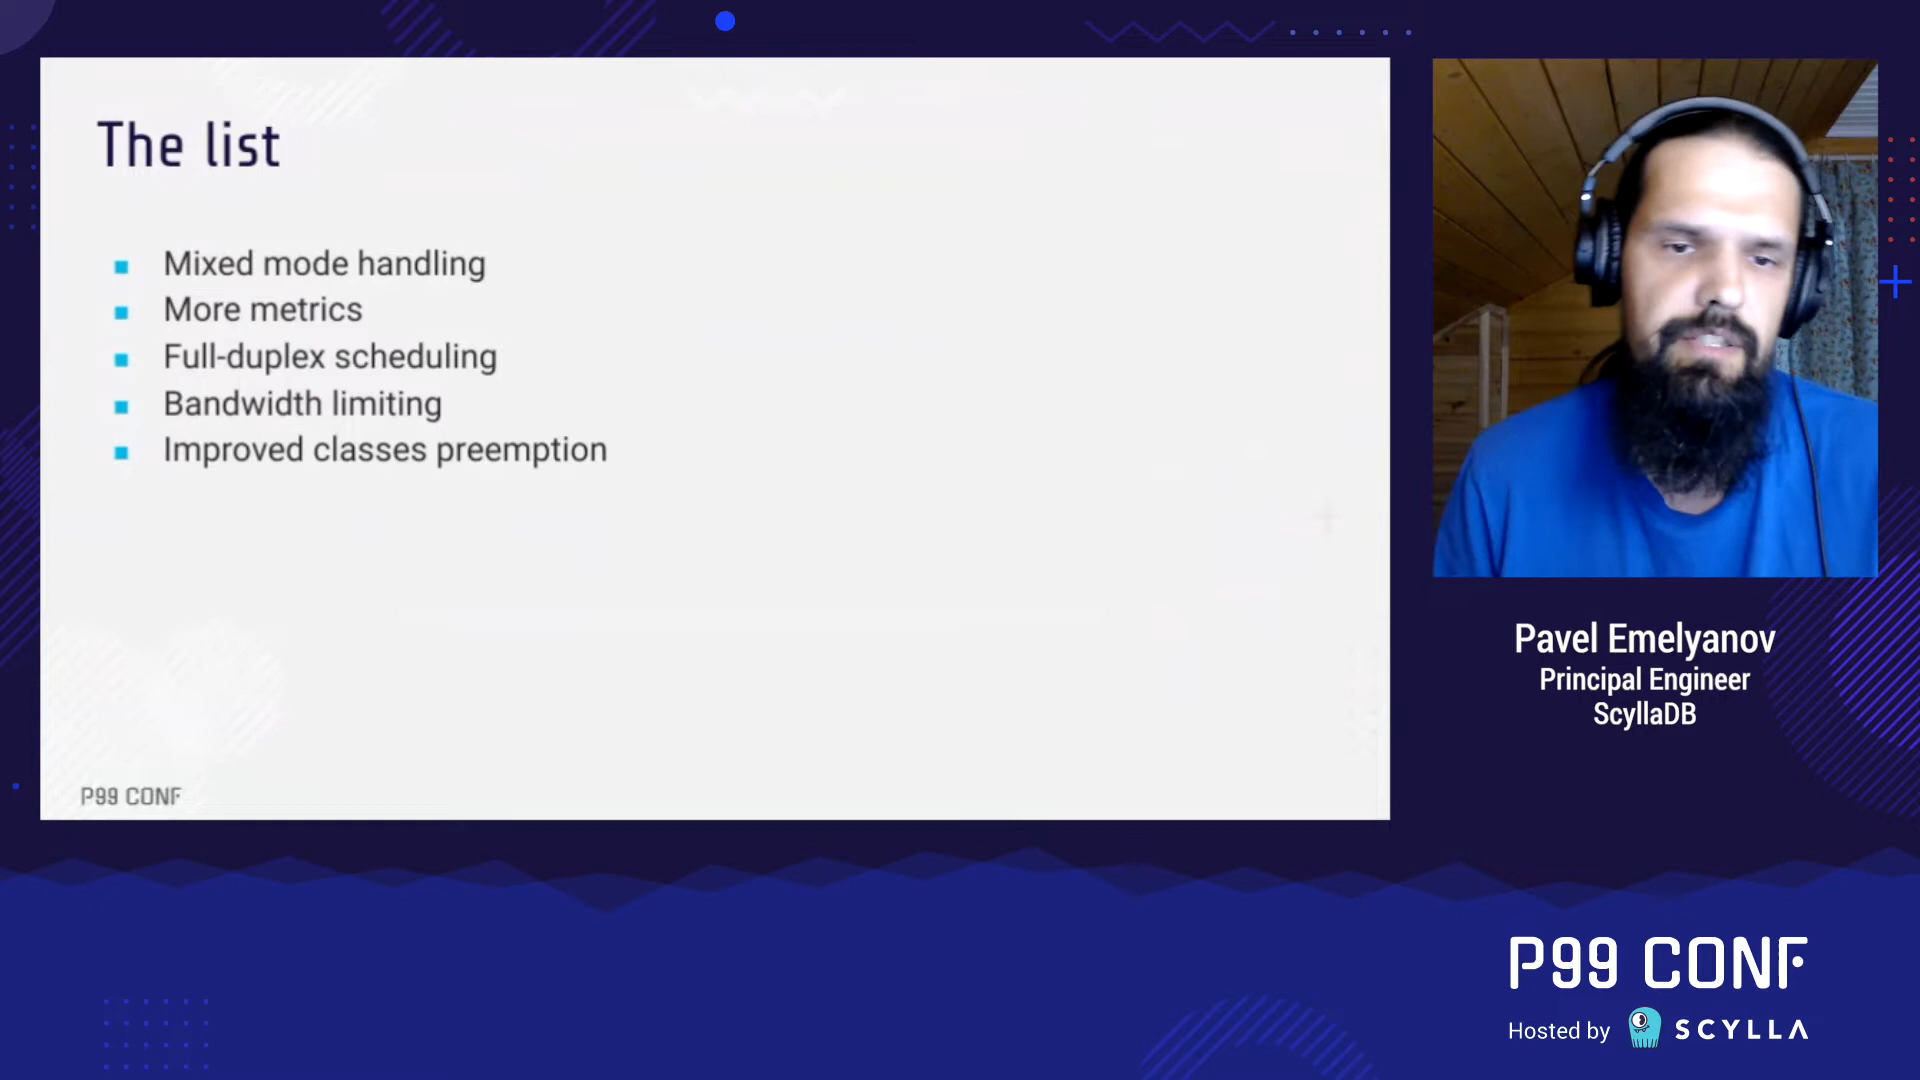 The list
Mixed mode handling
More metrics
Full-duplex scheduling
Bandwidth limiting
Improved classes preemption
P99 CONF
Pavel Emelyanov
Principal Engineer
ScyllaDB
P99 CONF
Hosted by SCYLLA